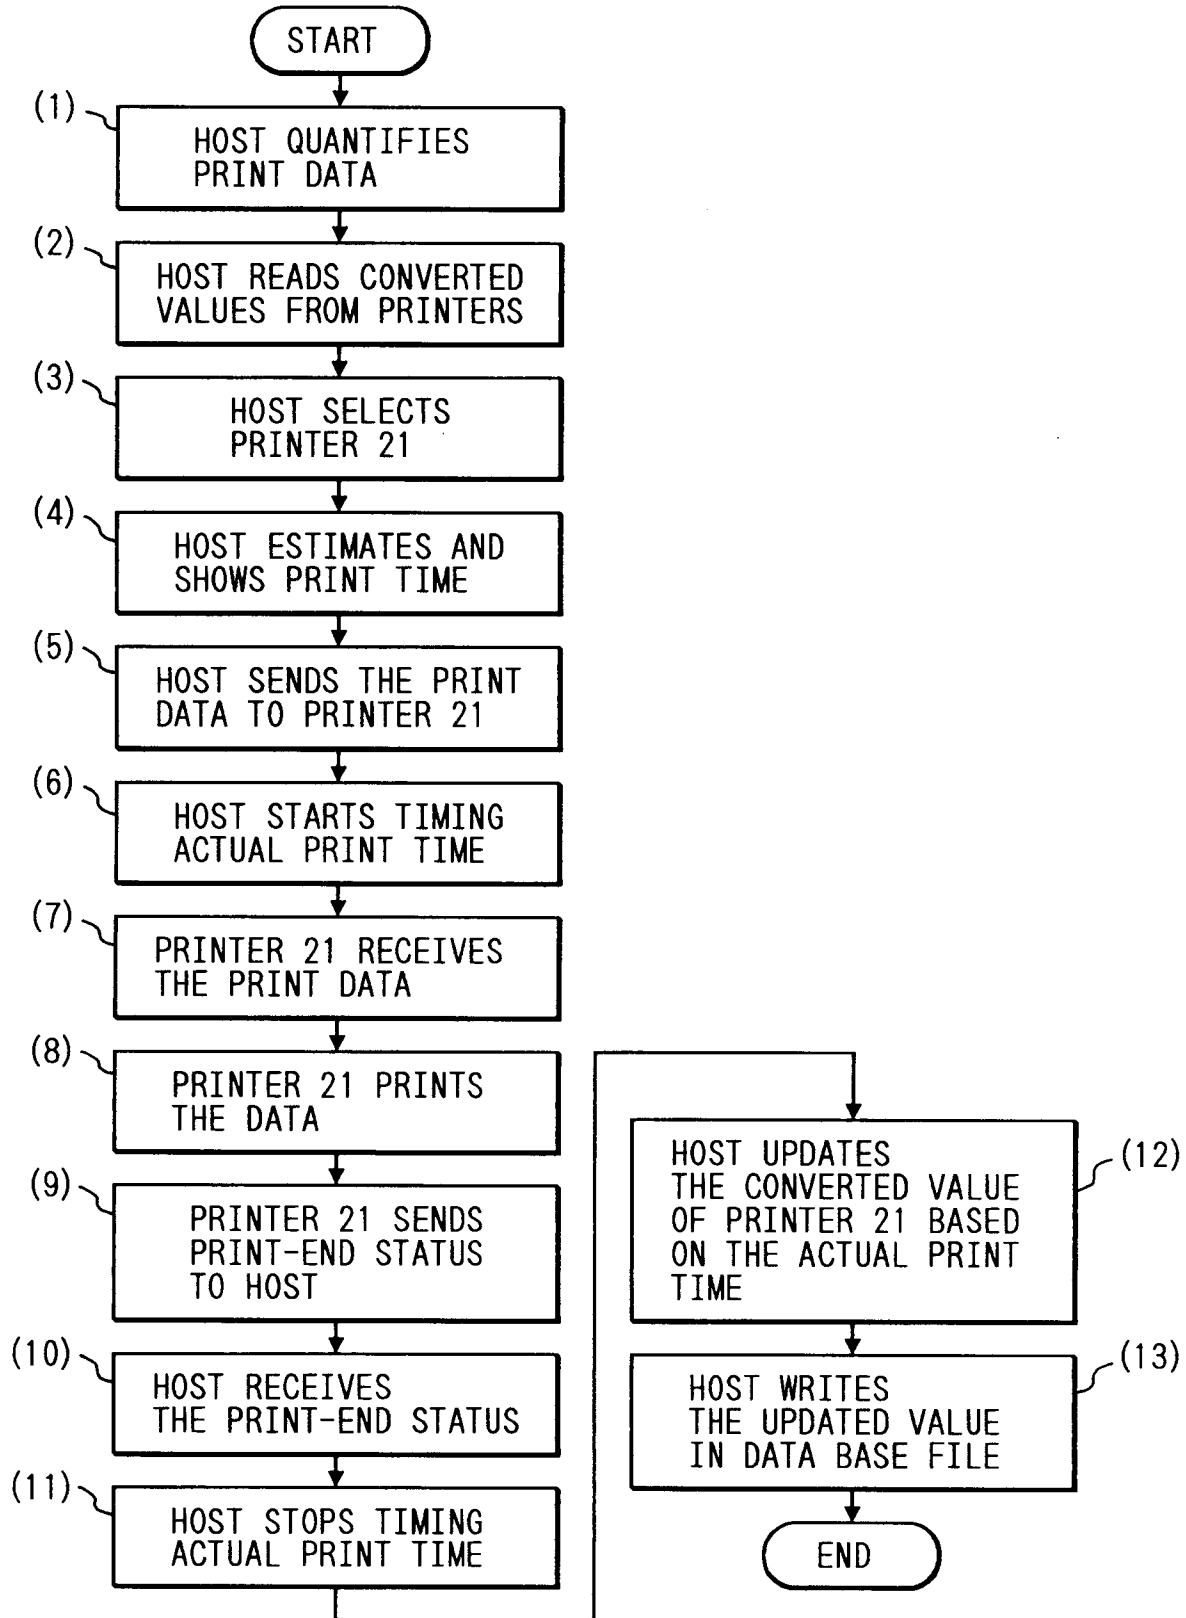 START
(1)
HOST QUANTIFIES
PRINT DATA
(2)
HOST READS CONVERTED
VALUES FROM PRINTERS
(3)
HOST SELECTS
PRINTER 21
(4)
HOST ESTIMATES AND
SHOWS PRINT TIME
(5)
HOST SENDS THE PRINT
DATA TO PRINTER 21
(6)
HOST STARTS TIMING
ACTUAL PRINT TIME
(7)
PRINTER 21 RECEIVES
THE PRINT DATA
(8)
PRINTER 21 PRINTS
THE DATA
(9)
PRINTER 21 SENDS
PRINT-END STATUS
TO HOST
(10)
HOST RECEIVES
THE PRINT-END STATUS
(11)
HOST STOPS TIMING
ACTUAL PRINT TIME
(12)
HOST UPDATES
THE CONVERTED VALUE
OF PRINTER 21 BASED
ON THE ACTUAL PRINT
TIME
(13)
HOST WRITES
THE UPDATED VALUE
IN DATA BASE FILE
END